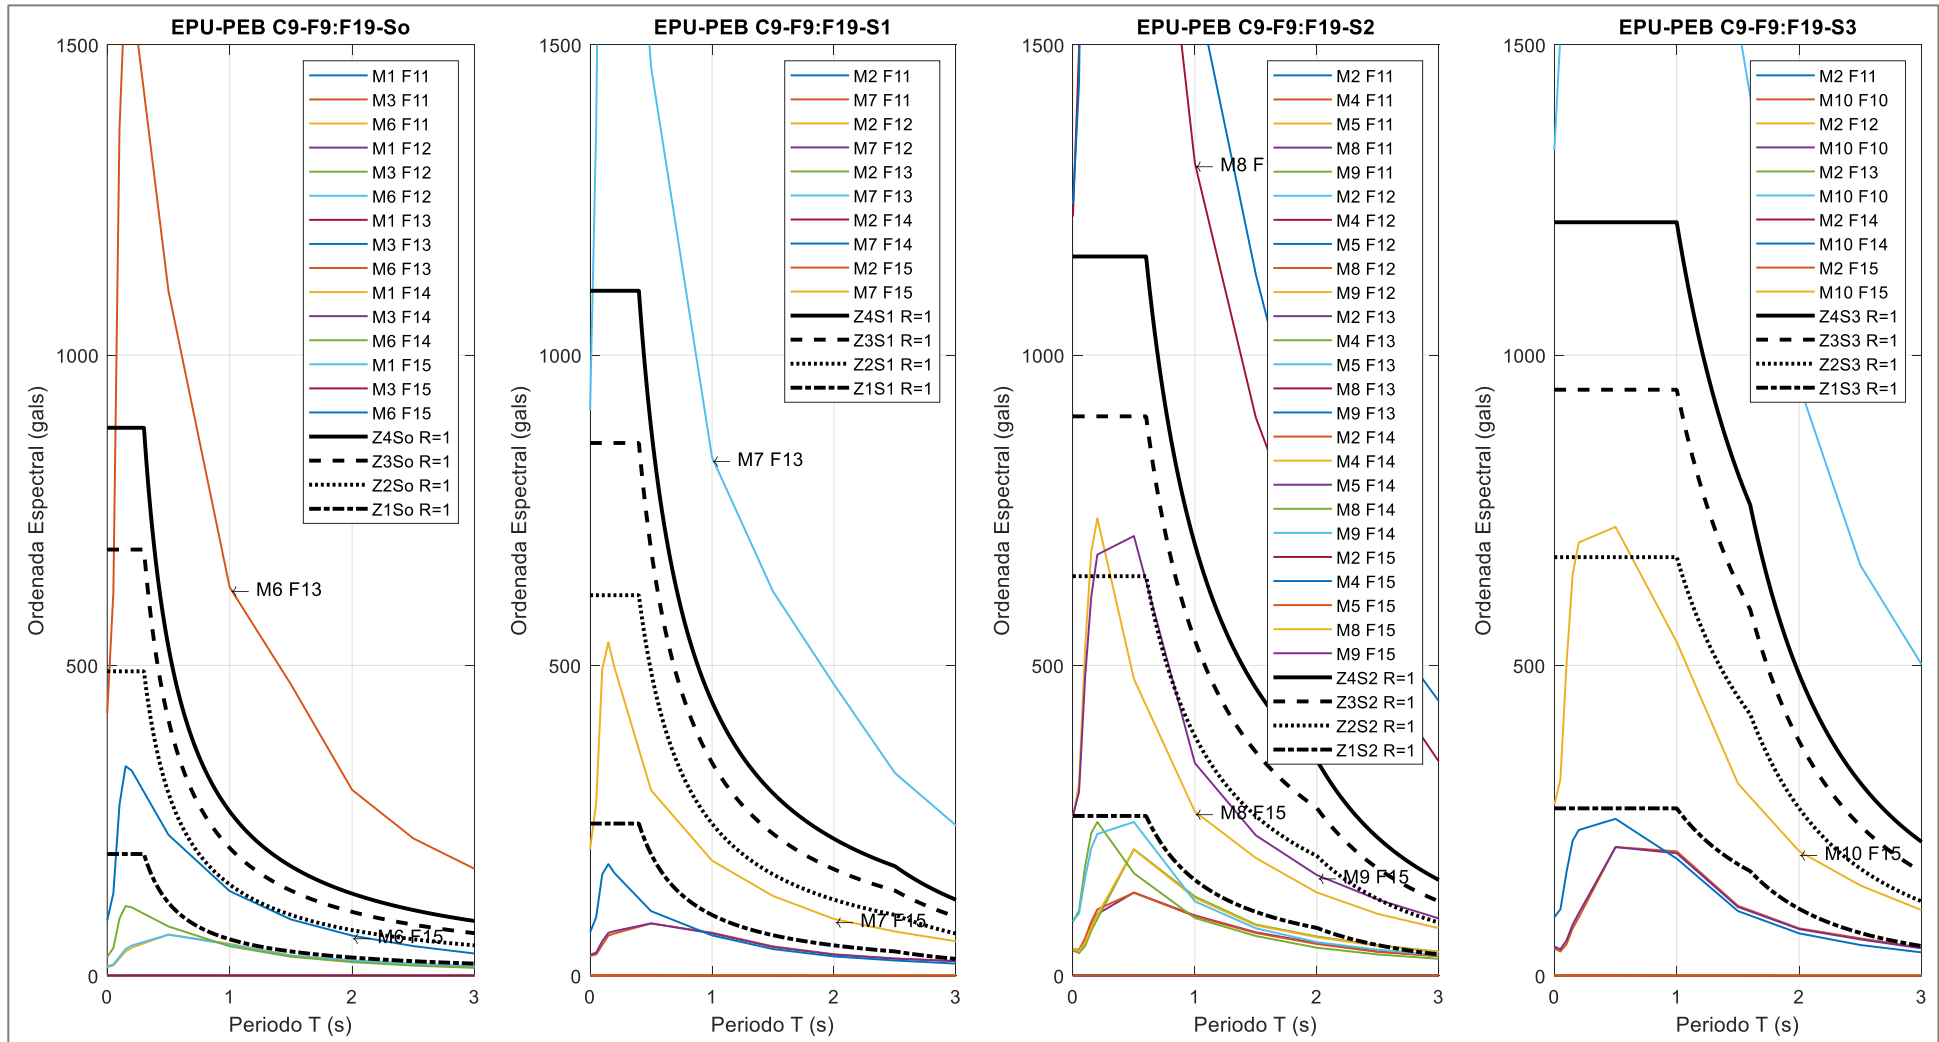 EPU-PEB C9-F9:F19-So
1500
1000
500
0
0
1
2
3
Ordenada Espectral (gals)
Periodo T (s)
M1 F11
M3 F11
M6 F11
M1 F12
M3 F12
M6 F12
M1 F13
M3 F13
M6 F13
M1 F14
M3 F14
M6 F14
M1 F15
M3 F15
M6 F15
Z4So R=1
Z3So R=1
Z2So R=1
Z1So R=1
← M6 F13
← M6 F15
EPU-PEB C9-F9:F19-S1
1500
1000
500
0
0
1
2
3
Ordenada Espectral (gals)
Periodo T (s)
M2 F11
M7 F11
M2 F12
M7 F12
M2 F13
M7 F13
M2 F14
M7 F14
M2 F15
M7 F15
Z4S1 R=1
Z3S1 R=1
Z2S1 R=1
Z1S1 R=1
← M7 F13
← M7 F15
EPU-PEB C9-F9:F19-S2
1500
1000
500
0
0
1
2
3
Ordenada Espectral (gals)
Periodo T (s)
M2 F11
M4 F11
M5 F11
M8 F11
M9 F11
M2 F12
M4 F12
M5 F12
M8 F12
M9 F12
M2 F13
M4 F13
M5 F13
M8 F13
M9 F13
M2 F14
M4 F14
M5 F14
M8 F14
M9 F14
M2 F15
M4 F15
M5 F15
M8 F15
M9 F15
Z4S2 R=1
Z3S2 R=1
Z2S2 R=1
Z1S2 R=1
← M8 F
← M8 F15
← M9 F15
EPU-PEB C9-F9:F19-S3
1500
1000
500
0
0
1
2
3
Ordenada Espectral (gals)
Periodo T (s)
M2 F11
M10 F10
M2 F12
M10 F10
M2 F13
M10 F10
M2 F14
M10 F14
M2 F15
M10 F15
Z4S3 R=1
Z3S3 R=1
Z2S3 R=1
Z1S3 R=1
← M10 F15